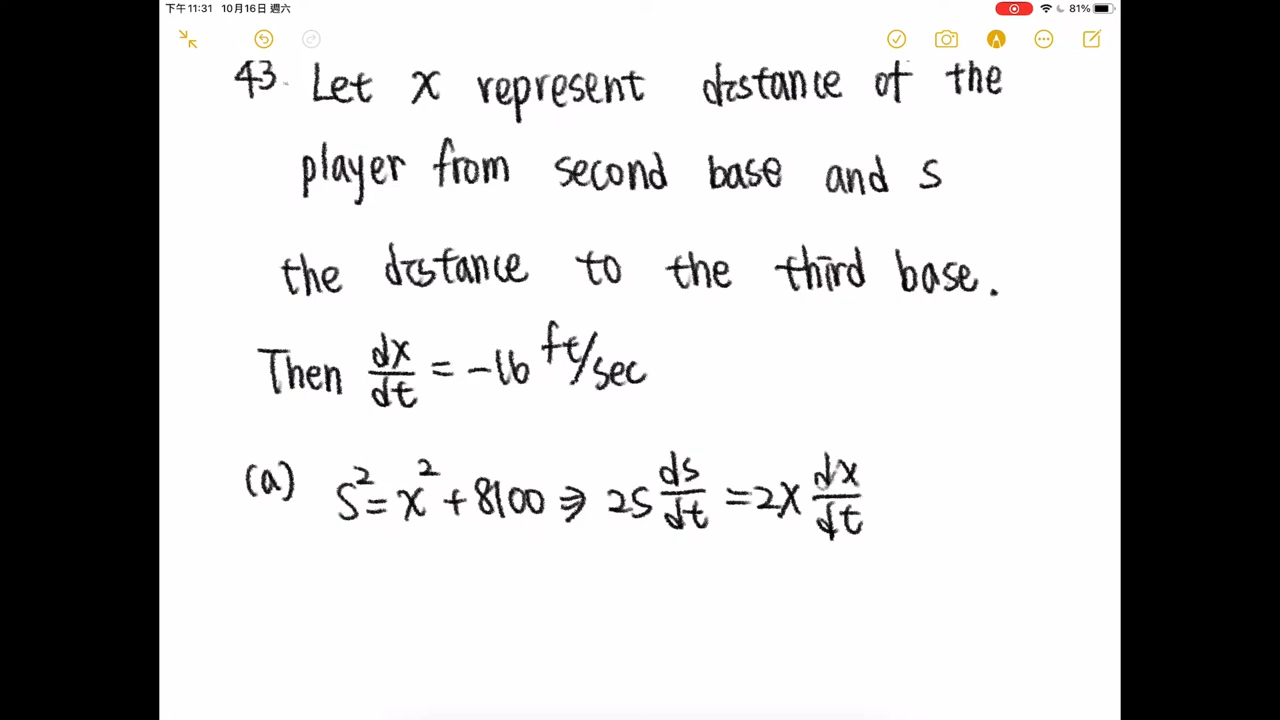 下午11:31 10月16日 週六 81%
43. Let x represent distance of the
player from second base and s
the distance to the third base.
Then dx/dt = -16 ft/sec
(a) S² = x² + 8100 ⇒ 2S ds/dt = 2x dx/dt